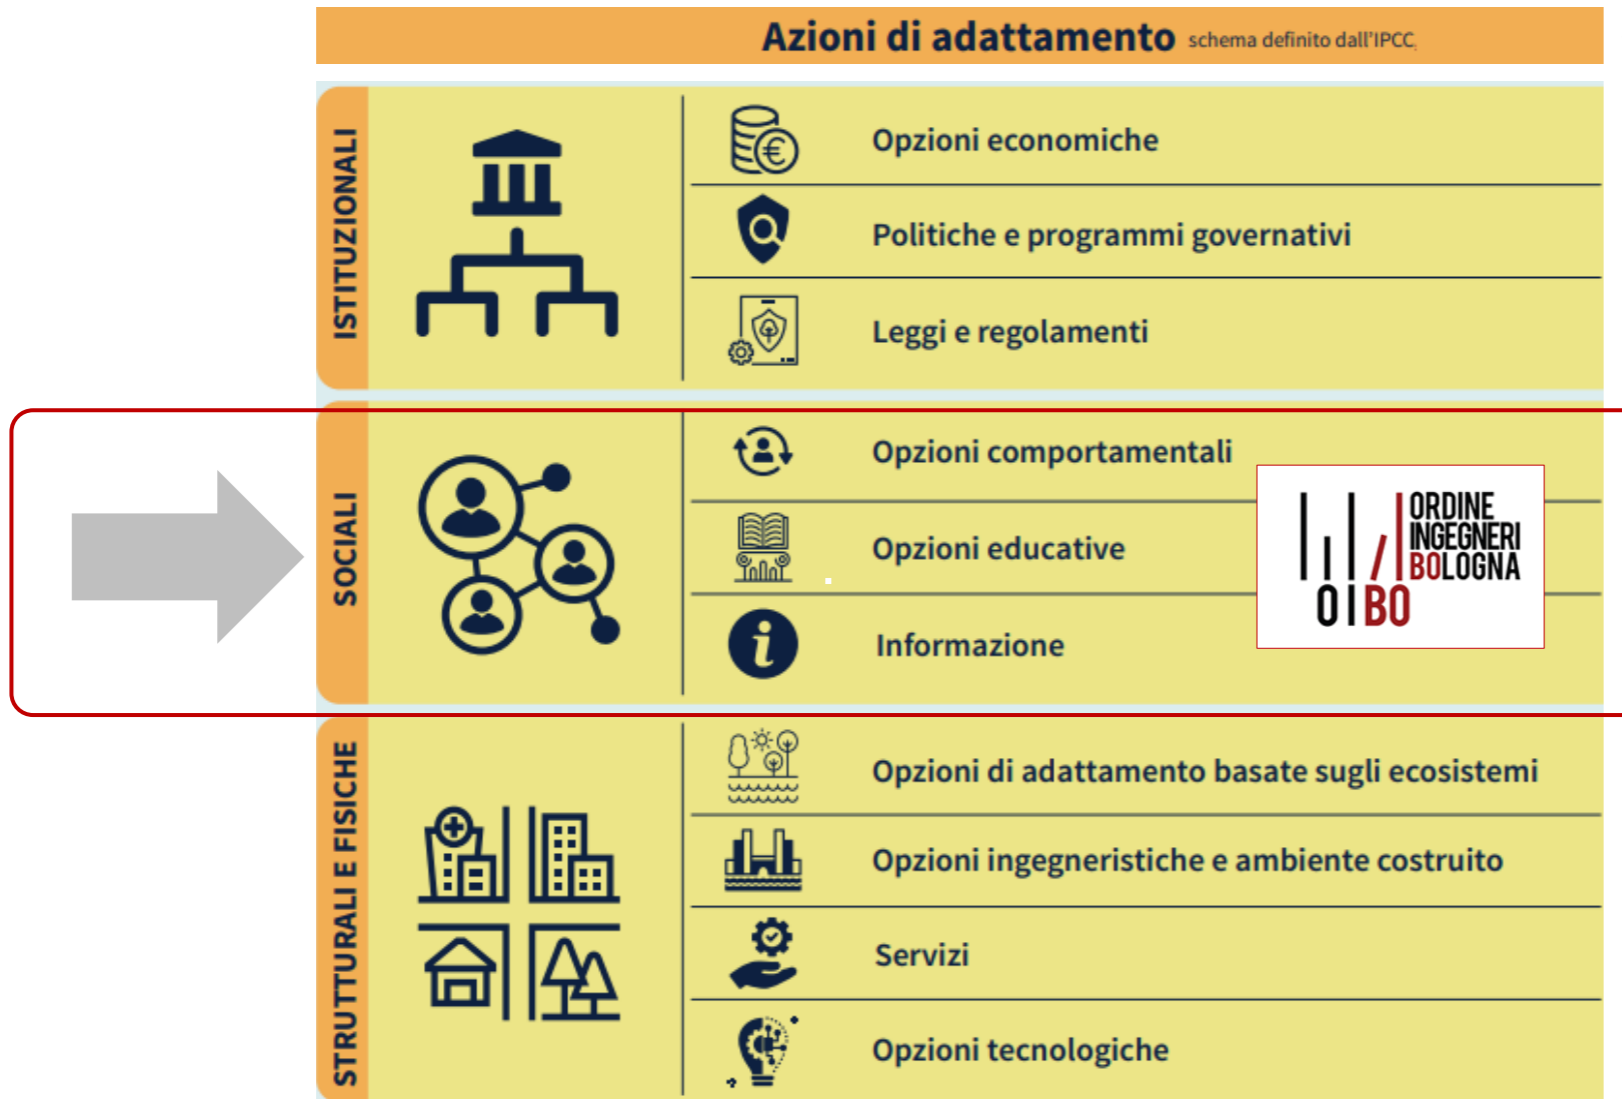 Azioni di adattamento schema definito dall'IPCC
ISTITUZIONALI
Opzioni economiche
Politiche e programmi governativi
Leggi e regolamenti
SOCIALI
Opzioni comportamentali
Opzioni educative
Informazione
ORDINE
INGEGNERI
BOLOGNA
OIBO
STRUTTURALI E FISICHE
Opzioni di adattamento basate sugli ecosistemi
Opzioni ingegneristiche e ambiente costruito
Servizi
Opzioni tecnologiche